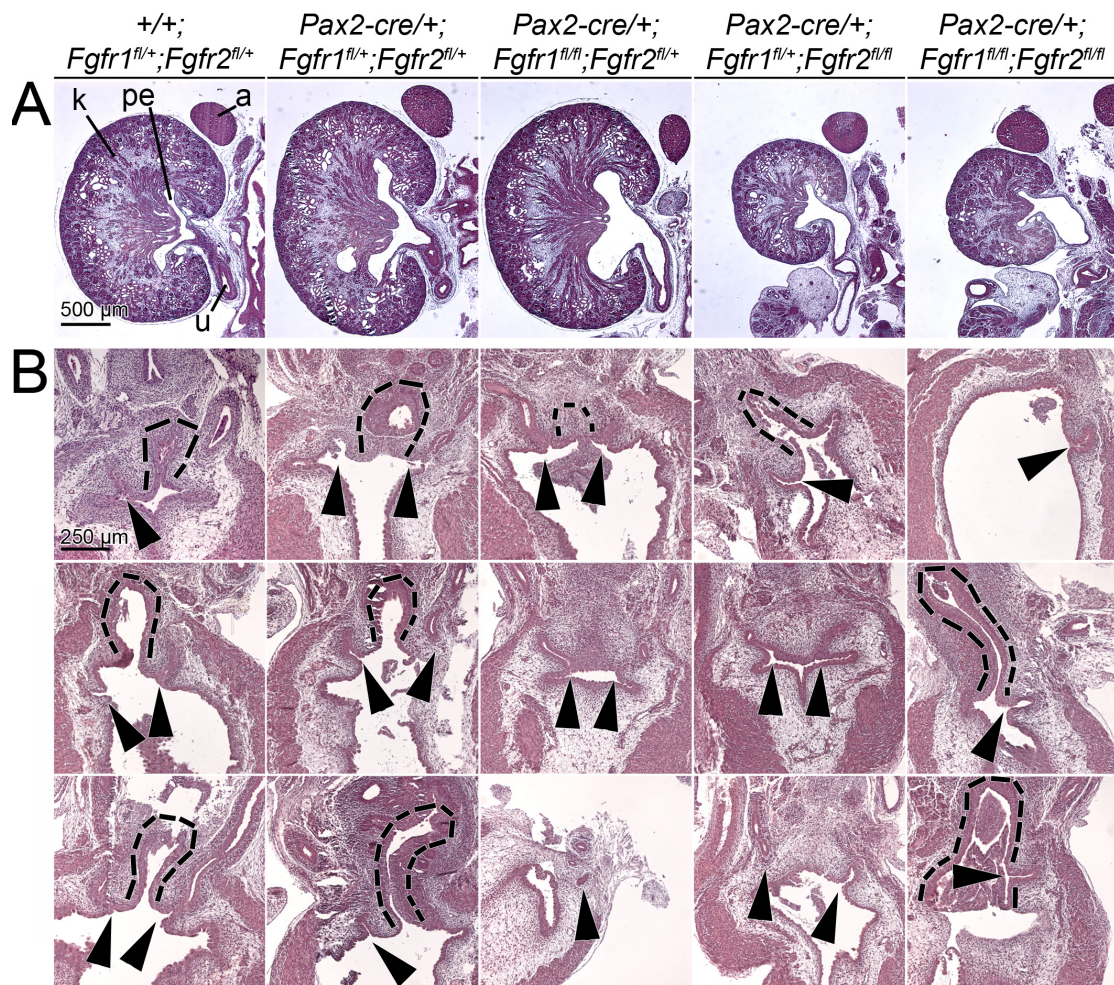 +/+; Pax2-cre/+; Pax2-cre/+; Pax2-cre/+; Pax2-cre/+;
Fgfr1fl/+;Fgfr2fl/+ Fgfr1fl/+;Fgfr2fl/+ Fgfr1fl/fl;Fgfr2fl/+ Fgfr1fl/+;Fgfr2fl/fl Fgfr1fl/fl;Fgfr2fl/fl
A
k pe a
u
500 µm
B
250 µm